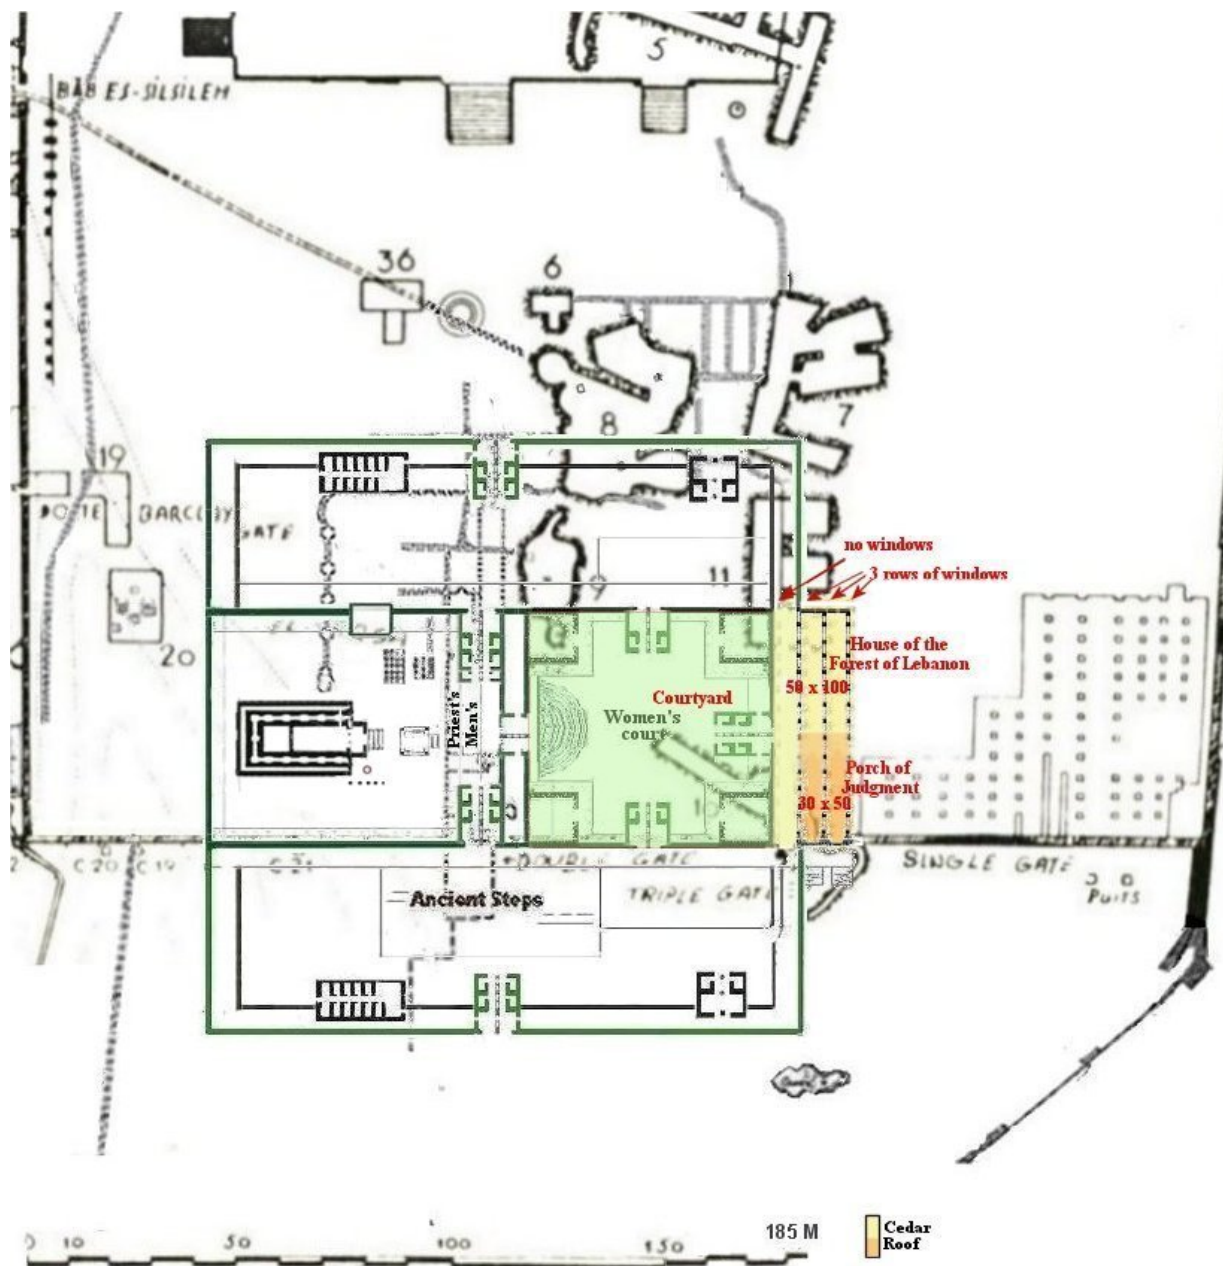 5
BAB ES-SILSILEH
36
6
7
8
19
PORTE BARCLAY
GATE
9
11
no windows
3 rows of windows
20
House of the
Forest of Lebanon
50 x 100
Courtyard
Women's
court
Priest's
Men's
Porch of
Judgment
30 x 50
10
C 20
C 19
DOUBLE GATE
SINGLE GATE
TRIPLE GATE
PUITS
Ancient Steps
0 10 50 100 150 185 M
Cedar
Roof